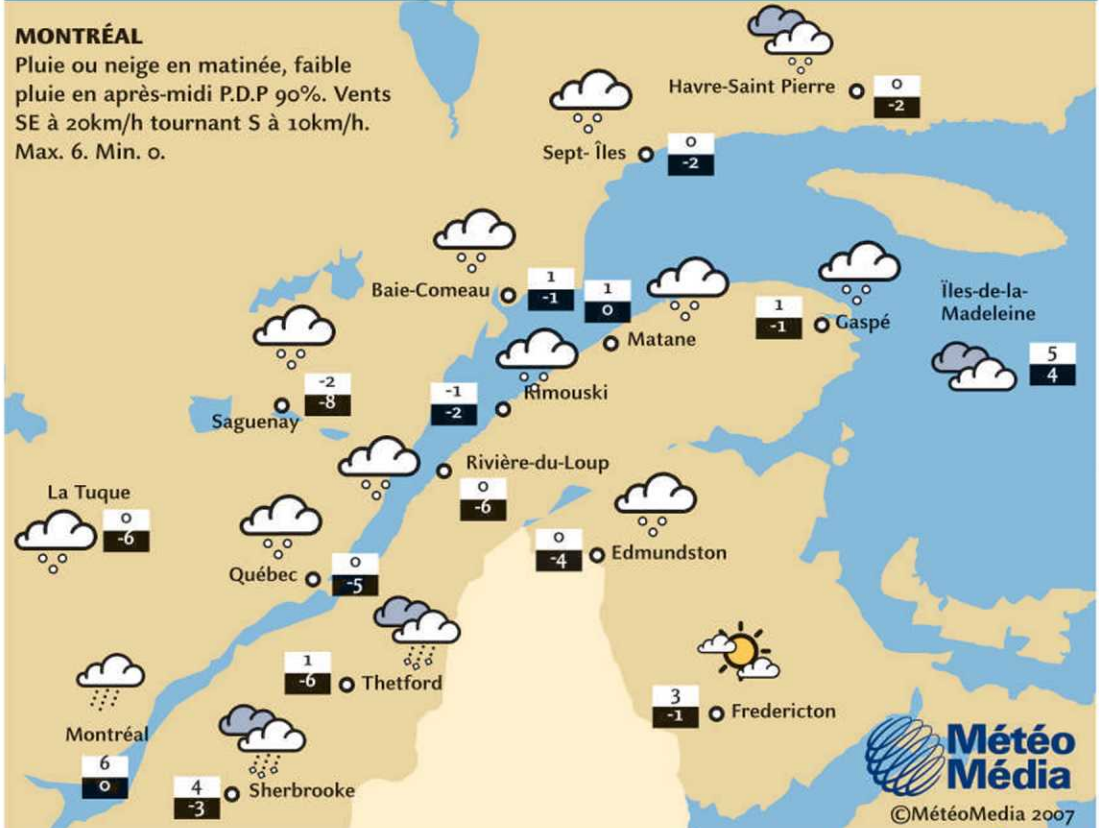 MONTRÉAL
Pluie ou neige en matinée, faible
pluie en après-midi P.D.P 90%. Vents
SE à 20km/h tournant S à 10km/h.
Max. 6. Min. 0.
Havre-Saint Pierre
0
-2
Sept- Îles
0
-2
Baie-Comeau
1
-1
1
0
Matane
1
-1
Gaspé
Ïles-de-la-
Madeleine
5
4
-2
-8
Saguenay
-1
-2
Rimouski
Rivière-du-Loup
0
-6
La Tuque
0
-6
Québec
0
-5
0
-4
Edmundston
1
-6
Thetford
Montréal
6
0
4
-3
Sherbrooke
3
-1
Fredericton
Météo
Média
©MétéoMedia 2007